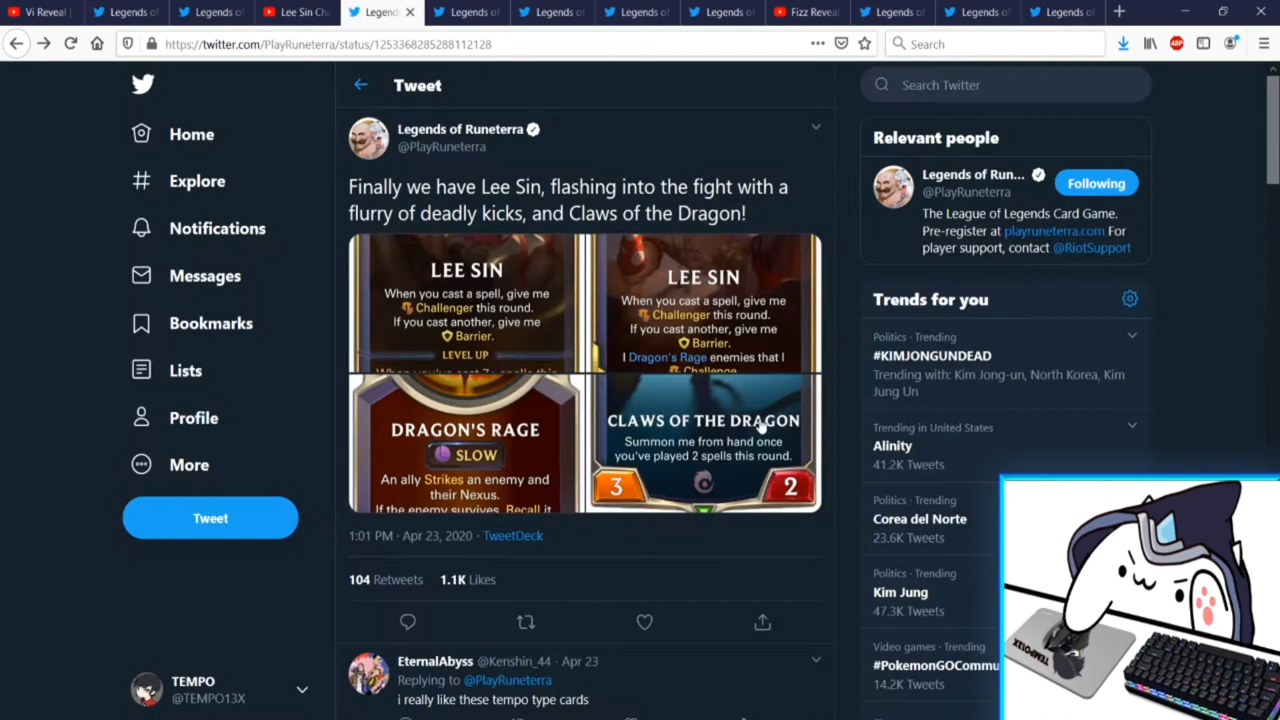 Vi Reveal |
Legends of
Legends of
Lee Sin Cha
Legends
Legends of
Legends of
Legends of
Legends of
Fizz Reveal
Legends of
Legends of
Legends of
https://twitter.com/PlayRuneterra/status/1253368285288112128
Search
ABP
Tweet
Search Twitter
Home
Explore
Notifications
Messages
Bookmarks
Lists
Profile
More
Tweet
TEMPO
@TEMPO13X
Legends of Runeterra
@PlayRuneterra
Finally we have Lee Sin, flashing into the fight with a
flurry of deadly kicks, and Claws of the Dragon!
LEE SIN
When you cast a spell, give me
Challenger this round.
If you cast another, give me
Barrier.
LEVEL UP
When you've cast 7+ spells this
LEE SIN
When you cast a spell, give me
Challenger this round.
If you cast another, give me
Barrier.
I Dragon's Rage enemies that I
Challenge.
DRAGON'S RAGE
SLOW
An ally Strikes an enemy and
their Nexus.
If the enemy survives, Recall it
CLAWS OF THE DRAGON
Summon me from hand once
you've played 2 spells this round.
3
2
1:01 PM · Apr 23, 2020 · TweetDeck
104 Retweets 1.1K Likes
EternalAbyss @Kenshin_44 · Apr 23
Replying to @PlayRuneterra
i really like these tempo type cards
Relevant people
Legends of Run...
@PlayRuneterra
Following
The League of Legends Card Game.
Pre-register at playruneterra.com For
player support, contact @RiotSupport
Trends for you
Politics · Trending
#KIMJONGUNDEAD
Trending with: Kim Jong-un, North Korea, Kim
Jung Un
Trending in United States
Alinity
41.2K Tweets
Politics · Trending
Corea del Norte
23.6K Tweets
Politics · Trending
Kim Jung
47.3K Tweets
Video games · Trending
#PokemonGOCommu
14.2K Tweets
TEMPO13X